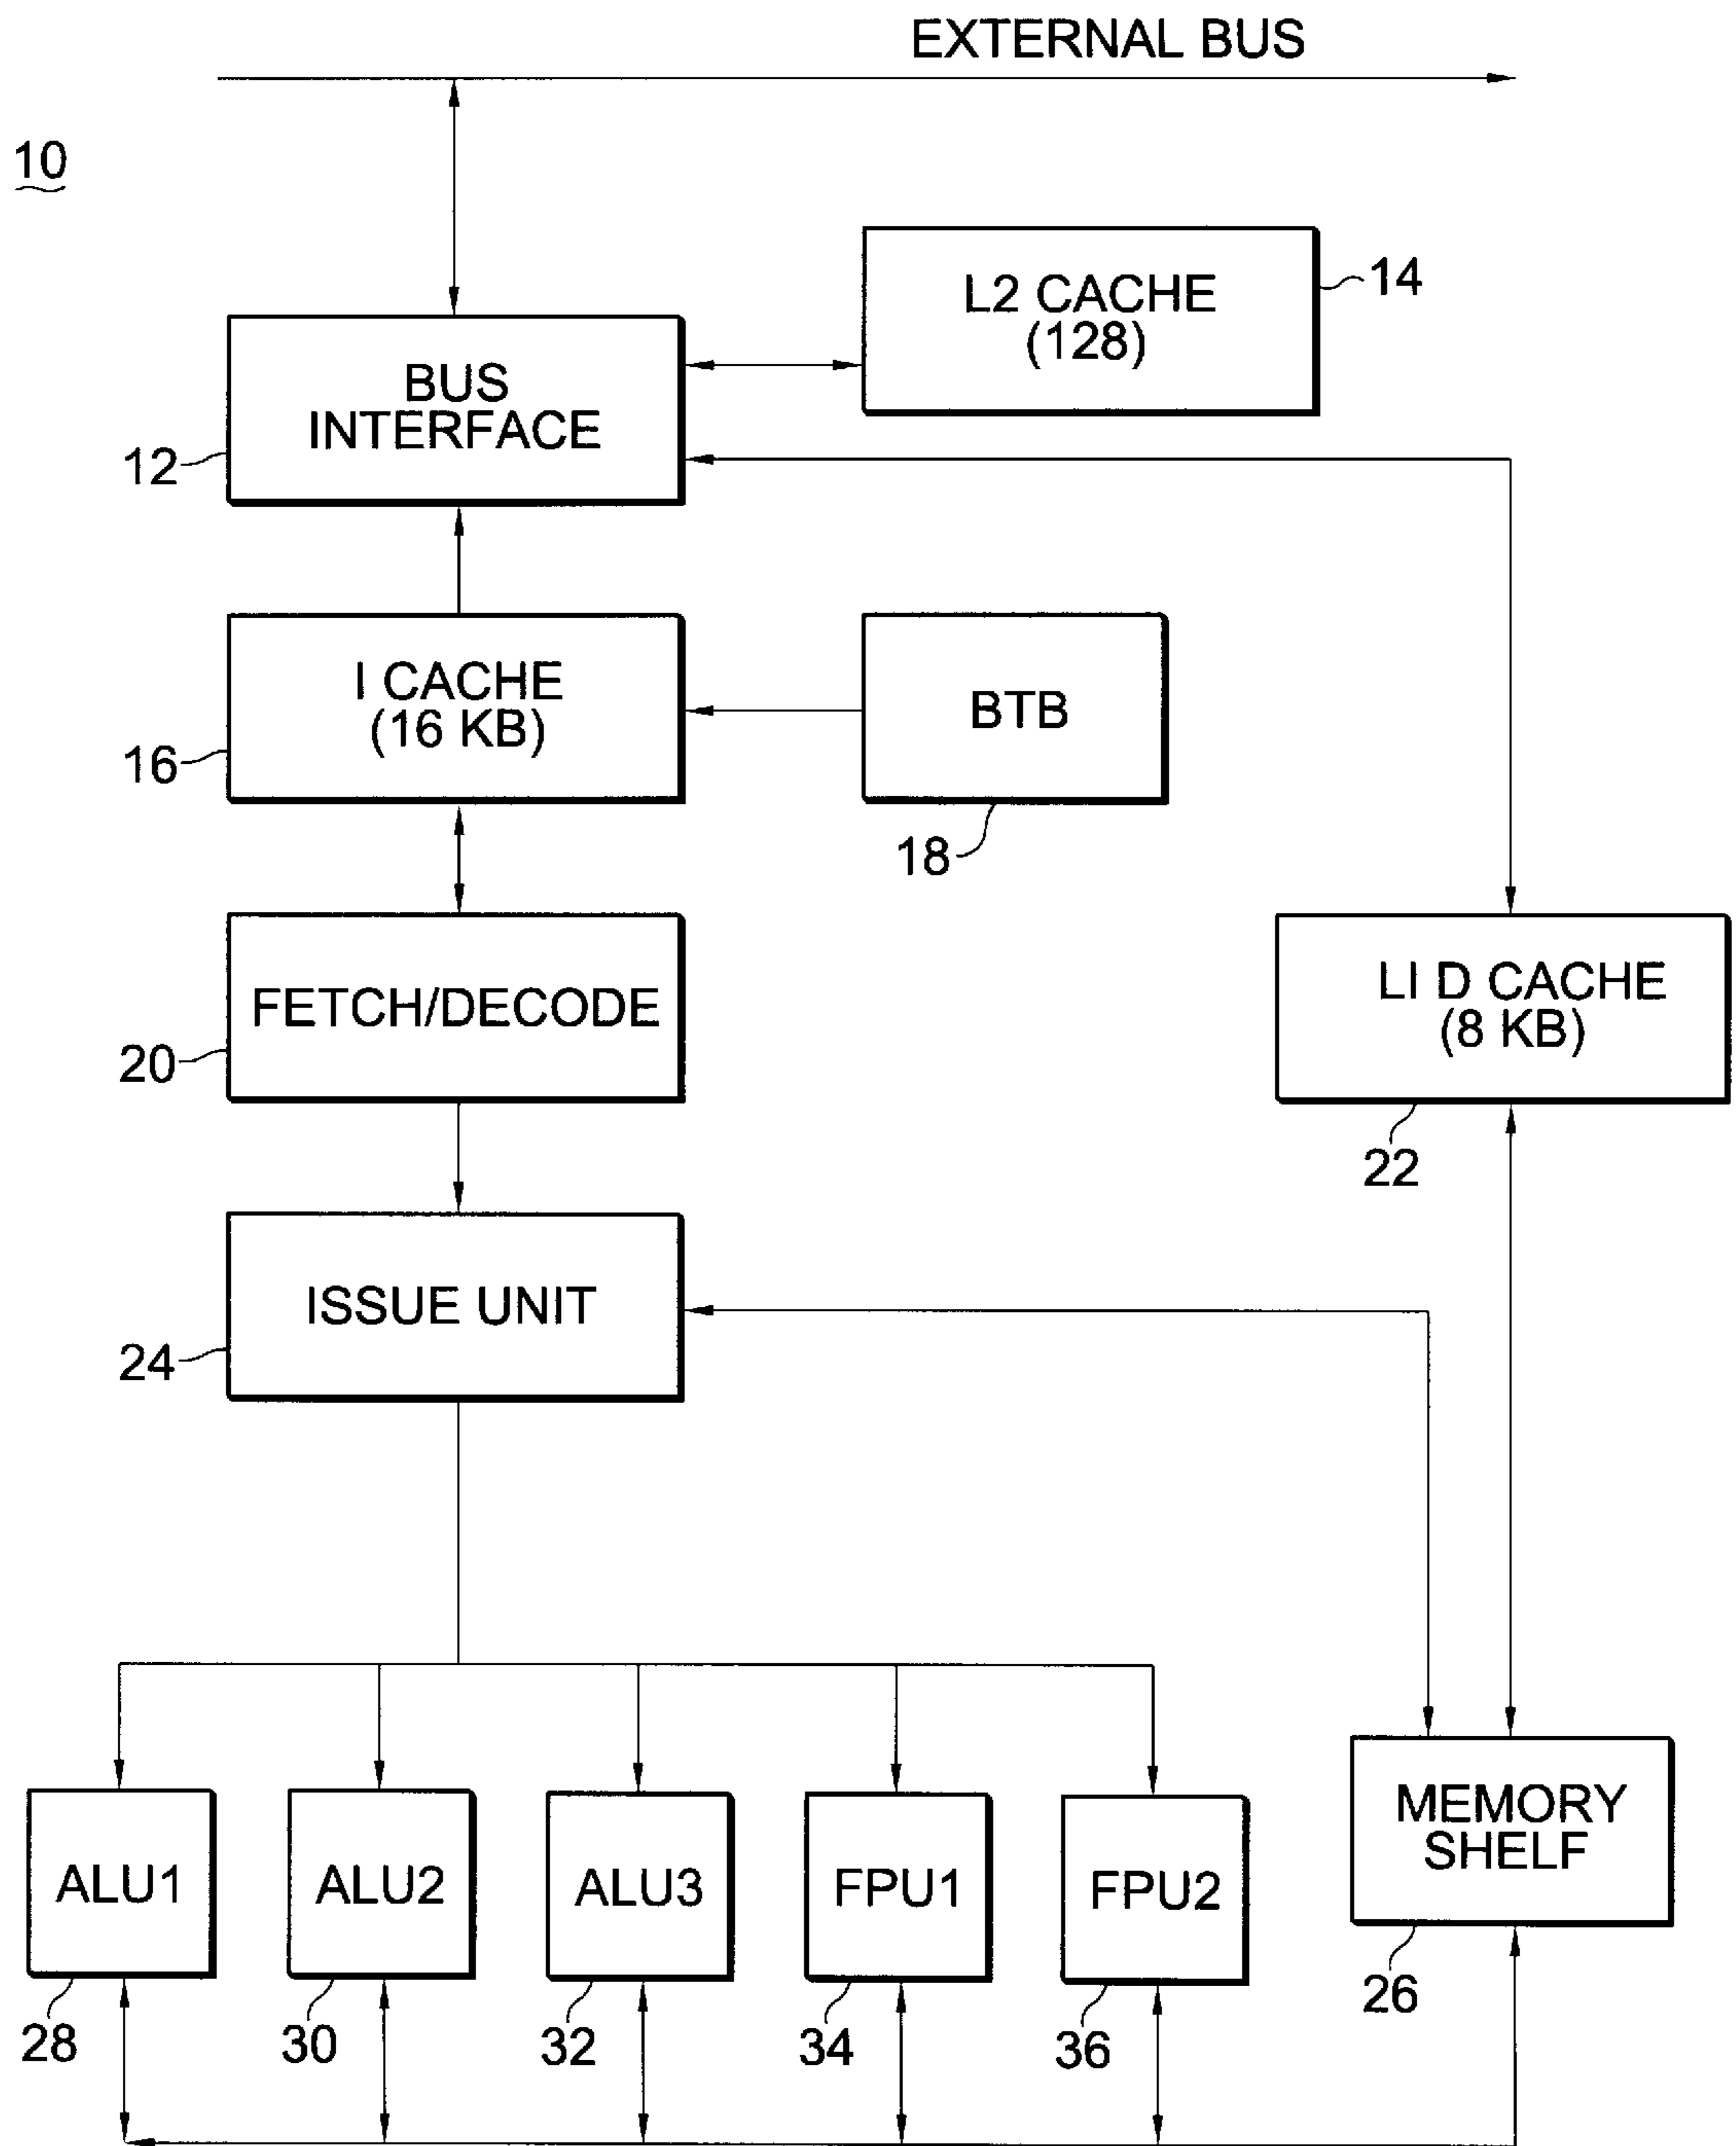 EXTERNAL BUS
10
L2 CACHE
(128)
14
BUS
INTERFACE
12
I CACHE
(16 KB)
16
BTB
18
FETCH/DECODE
20
LI D CACHE
(8 KB)
22
ISSUE UNIT
24
MEMORY
SHELF
26
ALU1
ALU2
ALU3
FPU1
FPU2
28
30
32
34
36